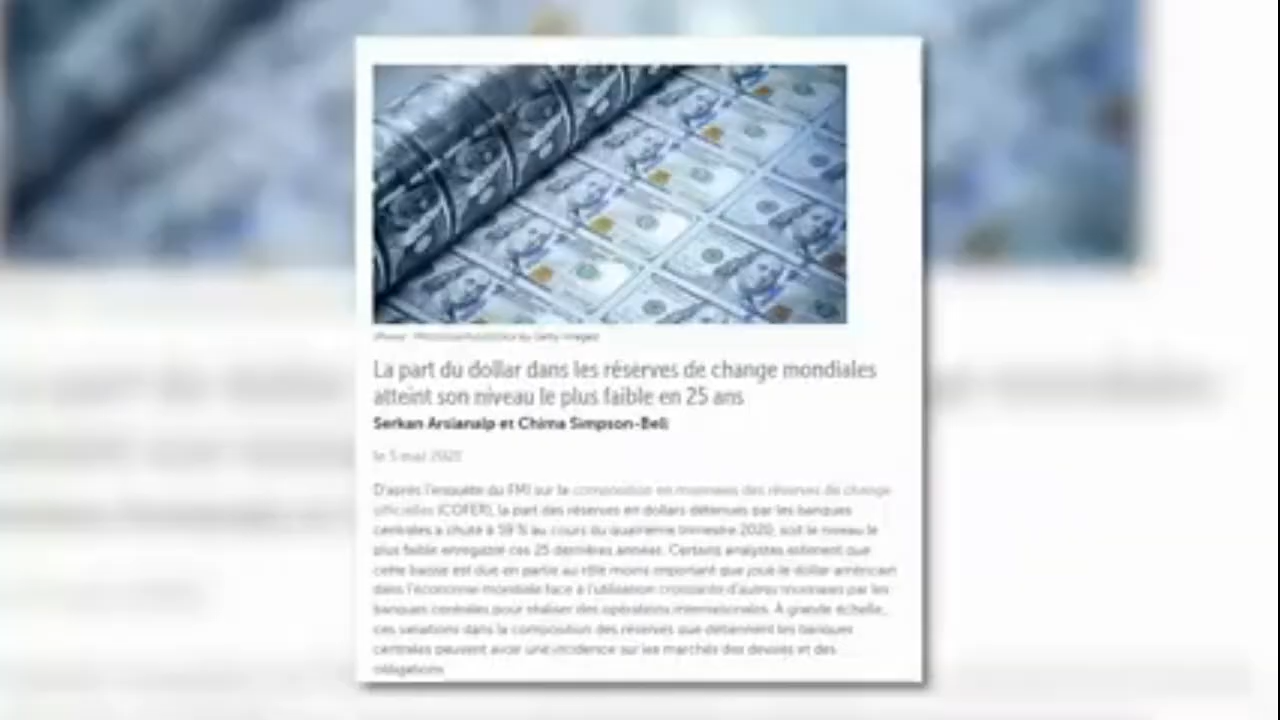 La part du dollar dans les réserves de change mondiales
atteint son niveau le plus faible en 25 ans
Serkan Arslanalp et Chima Simpson-Bell
le 5 mai 2021
D'après l'enquête du FMI sur la composition en monnaies des réserves de change
officielles (COFER), la part des réserves en dollars détenues par les banques
centrales a chuté à 59 % au cours du quatrième trimestre 2020, soit le niveau le
plus faible enregistré ces 25 dernières années. Certains analystes estiment que
cette baisse est due en partie au rôle moins important que joue le dollar américain
dans l'économie mondiale face à l'utilisation croissante d'autres monnaies par les
banques centrales pour réaliser des opérations internationales. À grande échelle,
ces variations dans la composition des réserves que détiennent les banques
centrales peuvent avoir une incidence sur les marchés des devises et des
obligations.